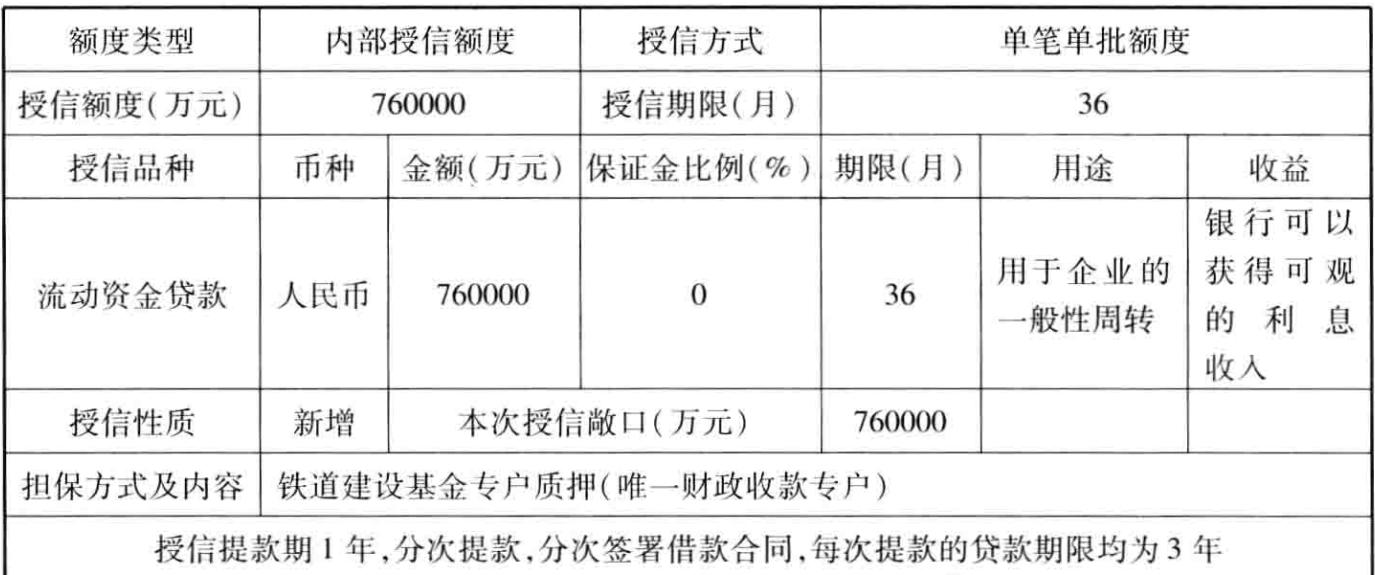 额度类型 内部授信额度 授信方式 单笔单批额度
授信额度(万元) 760000 授信期限(月) 36
授信品种 币种 金额(万元) 保证金比例(%) 期限(月) 用途 收益
流动资金贷款 人民币 760000 0 36 用于企业的
一般性周转 银行可以
获得可观
的利息
收入
授信性质 新增 本次授信敞口(万元) 760000
担保方式及内容 铁道建设基金专户质押(唯一财政收款专户)
授信提款期1年,分次提款,分次签署借款合同,每次提款的贷款期限均为3年